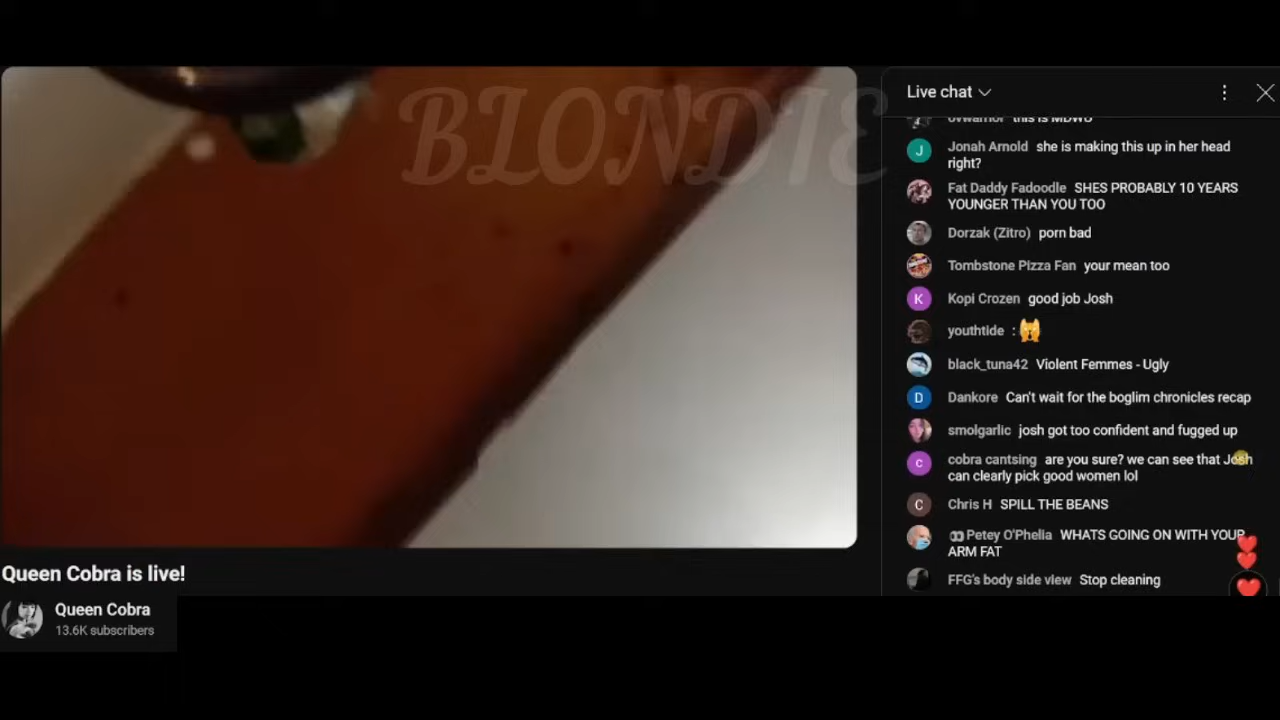 BLONDIE
Live chat
ovwarrior this is MDWU
Jonah Arnold she is making this up in her head
right?
Fat Daddy Fadoodle SHES PROBABLY 10 YEARS
YOUNGER THAN YOU TOO
Dorzak (Zitro) porn bad
Tombstone Pizza Fan your mean too
K
Kopi Crozen good job Josh
youthtide :
black_tuna42 Violent Femmes - Ugly
D
Dankore Can't wait for the boglim chronicles recap
smolgarlic josh got too confident and fugged up
c
cobra cantsing are you sure? we can see that Josh
can clearly pick good women lol
C
Chris H SPILL THE BEANS
Petey O'Phelia WHATS GOING ON WITH YOUR
ARM FAT
FFG's body side view Stop cleaning
Queen Cobra is live!
Queen Cobra
13.6K subscribers